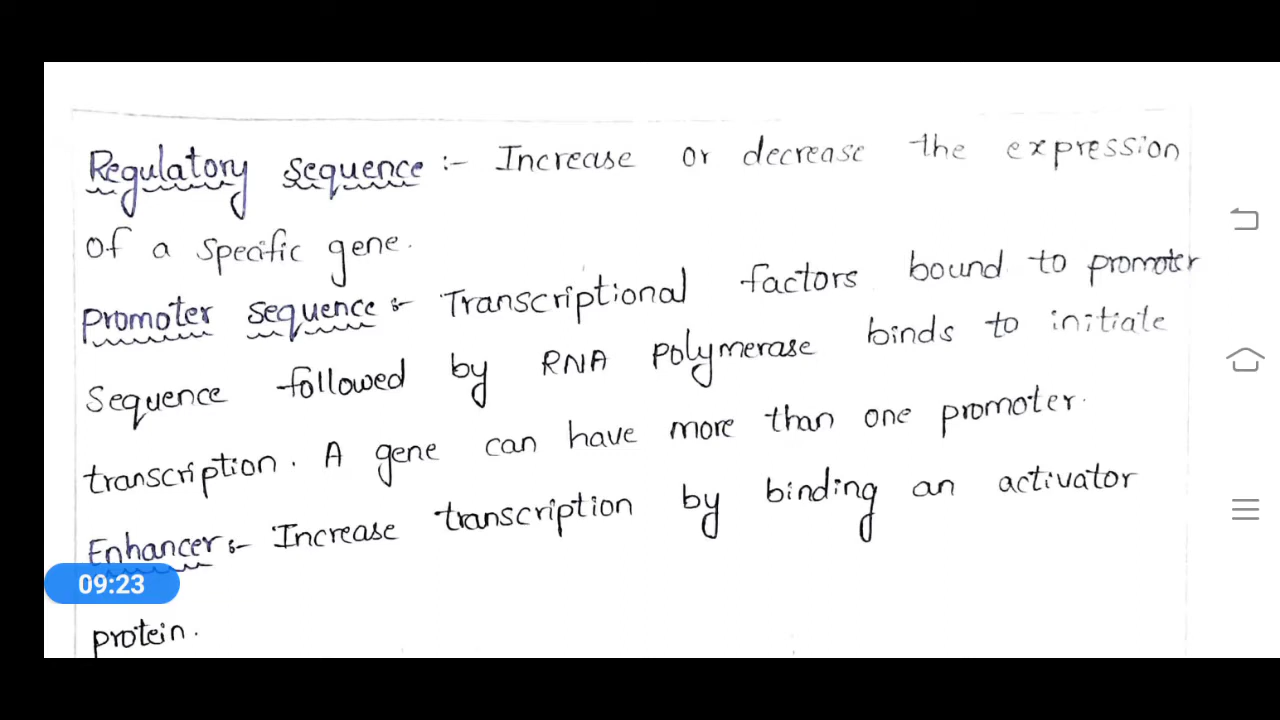 Regulatory sequence :- Increase or decrease the expression
of a specific gene.
Promoter sequence :- Transcriptional factors bound to promoter
sequence followed by RNA polymerase binds to initiate
transcription. A gene can have more than one promoter.
Enhancer :- Increase transcription by binding an activator
09:23
protein.